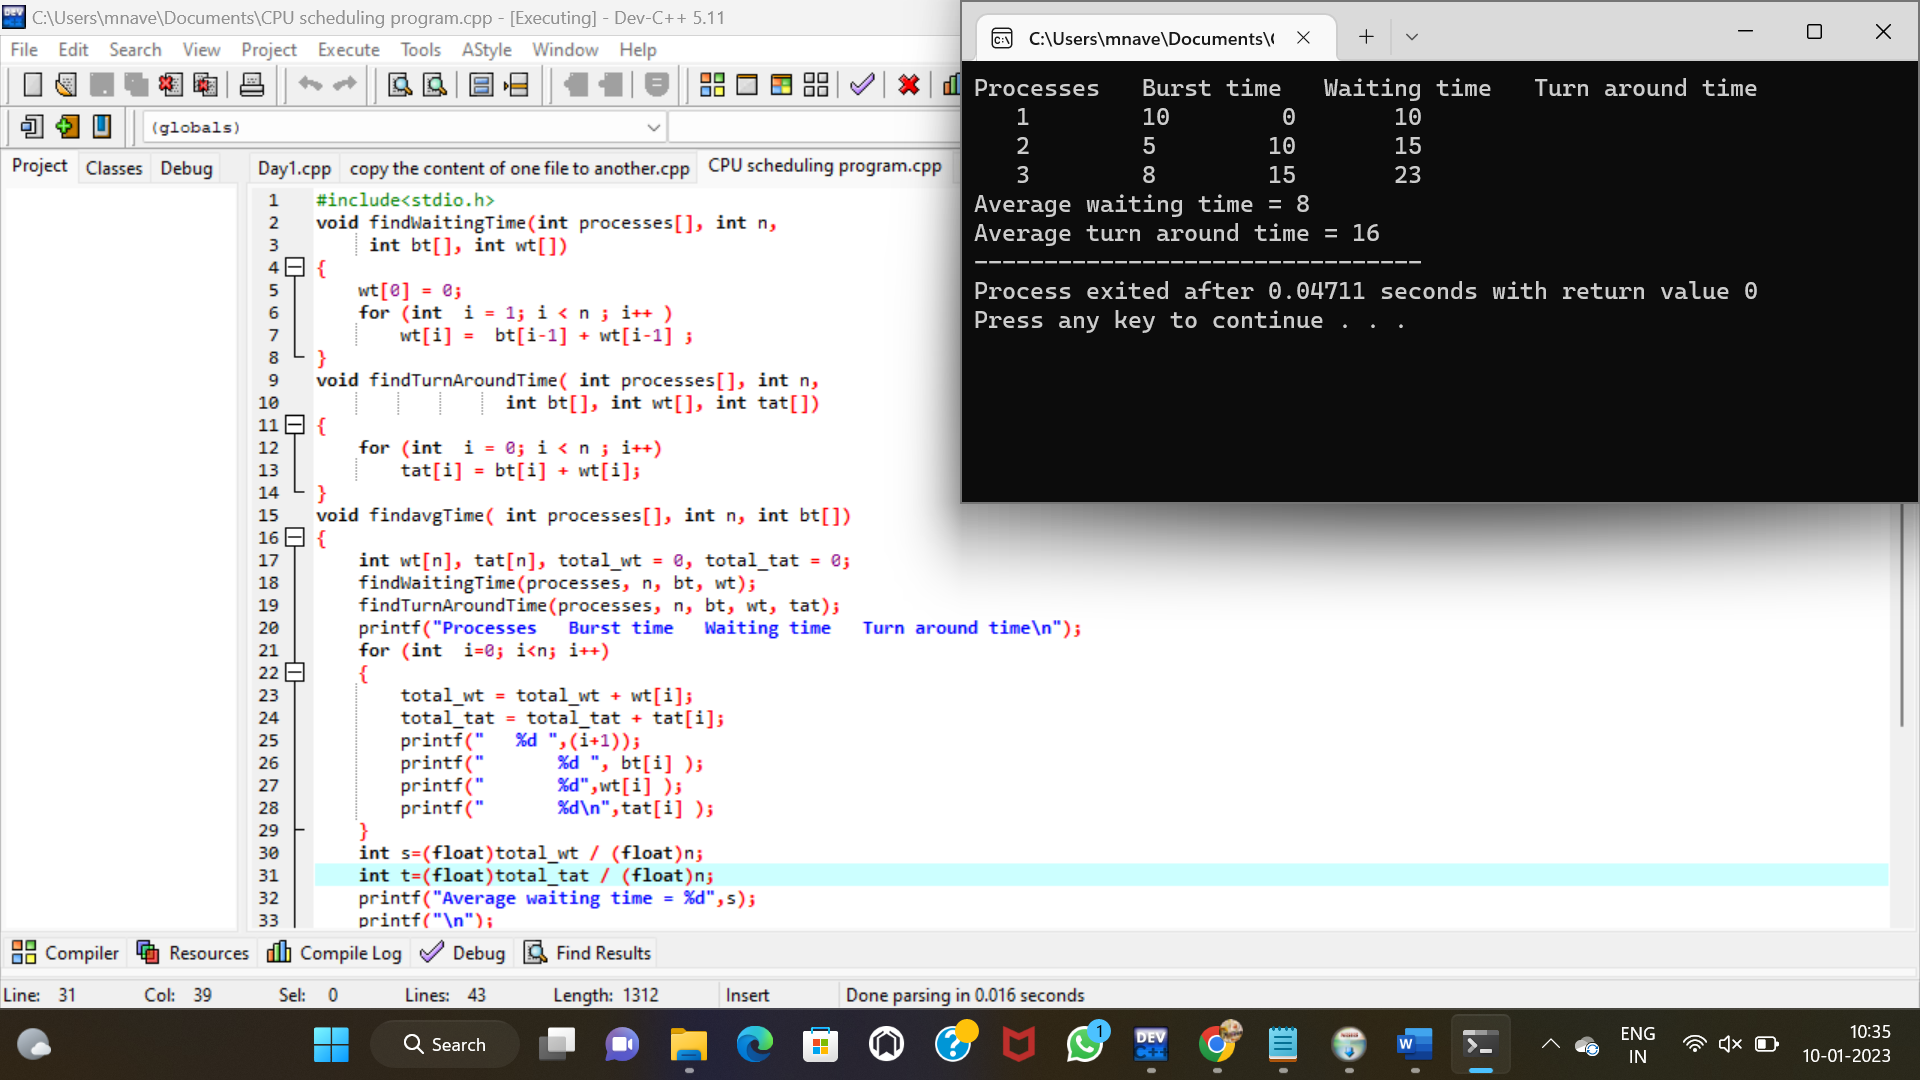 C:\Users\mnave\Documents\CPU scheduling program.cpp - [Executing] - Dev-C++ 5.11
File Edit Search View Project Execute Tools AStyle Window Help
(globals)
Project Classes Debug
Day1.cpp copy the content of one file to another.cpp CPU scheduling program.cpp
1 #include<stdio.h>
2 void findWaitingTime(int processes[], int n,
3 int bt[], int wt[])
4 {
5 wt[0] = 0;
6 for (int  i = 1; i < n ; i++ )
7 wt[i] =  bt[i-1] + wt[i-1] ;
8 }
9 void findTurnAroundTime( int processes[], int n,
10 int bt[], int wt[], int tat[])
11 {
12 for (int  i = 0; i < n ; i++)
13 tat[i] = bt[i] + wt[i];
14 }
15 void findavgTime( int processes[], int n, int bt[])
16 {
17 int wt[n], tat[n], total_wt = 0, total_tat = 0;
18 findWaitingTime(processes, n, bt, wt);
19 findTurnAroundTime(processes, n, bt, wt, tat);
20 printf("Processes   Burst time   Waiting time   Turn around time\n");
21 for (int  i=0; i<n; i++)
22 {
23 total_wt = total_wt + wt[i];
24 total_tat = total_tat + tat[i];
25 printf("   %d ",(i+1));
26 printf("       %d ", bt[i] );
27 printf("       %d",wt[i] );
28 printf("       %d\n",tat[i] );
29 }
30 int s=(float)total_wt / (float)n;
31 int t=(float)total_tat / (float)n;
32 printf("Average waiting time = %d",s);
33 printf("\n");
C:\Users\mnave\Documents\
Processes   Burst time   Waiting time   Turn around time
1 10 0 10
2 5 10 15
3 8 15 23
Average waiting time = 8
Average turn around time = 16
--------------------------------
Process exited after 0.04711 seconds with return value 0
Press any key to continue . . .
Compiler Resources Compile Log Debug Find Results
Line: 31 Col: 39 Sel: 0 Lines: 43 Length: 1312 Insert Done parsing in 0.016 seconds
Search
1
DEV
C++
W
ENG
IN
10:35
10-01-2023